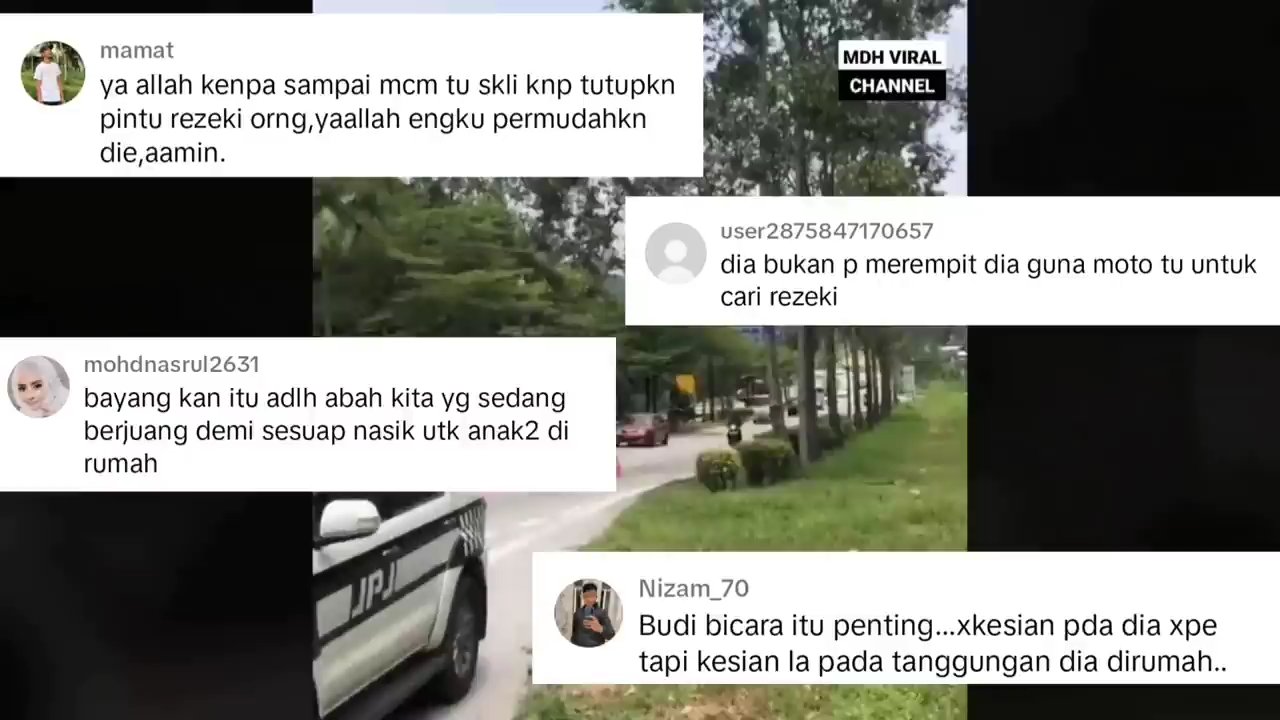 mamat
ya allah kenpa sampai mcm tu skli knp tutupkn
pintu rezeki orng,yaallah engku permudahkn
die,aamin.
MDH VIRAL
CHANNEL
user2875847170657
dia bukan p merempit dia guna moto tu untuk
cari rezeki
mohdnasrul2631
bayang kan itu adlh abah kita yg sedang
berjuang demi sesuap nasik utk anak2 di
rumah
JPJ
Nizam_70
Budi bicara itu penting...xkesian pda dia xpe
tapi kesian la pada tanggungan dia dirumah..